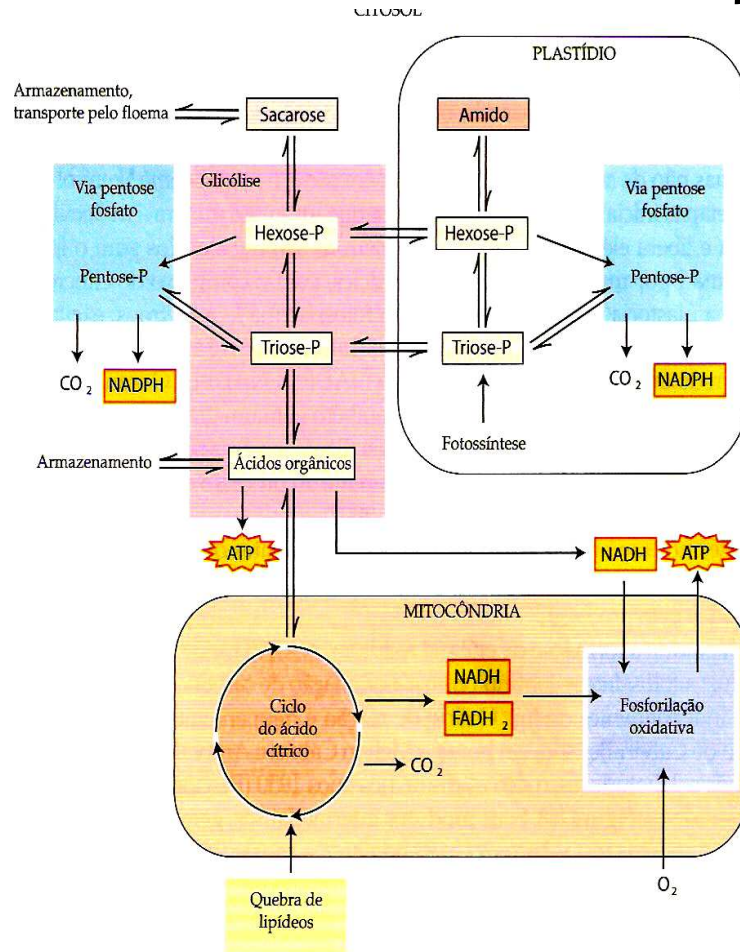 CITOSOL
PLASTÍDIO
Armazenamento,
transporte pelo floema
Sacarose
Amido
Glicólise
Via pentose
fosfato
Via pentose
fosfato
Hexose-P
Hexose-P
Pentose-P
Pentose-P
Triose-P
Triose-P
CO2
NADPH
CO2
NADPH
Fotossíntese
Armazenamento
Ácidos orgânicos
ATP
NADH
ATP
MITOCÔNDRIA
Ciclo
do ácido
cítrico
NADH
FADH2
CO2
Fosforilação
oxidativa
Quebra de
lipídeos
O2